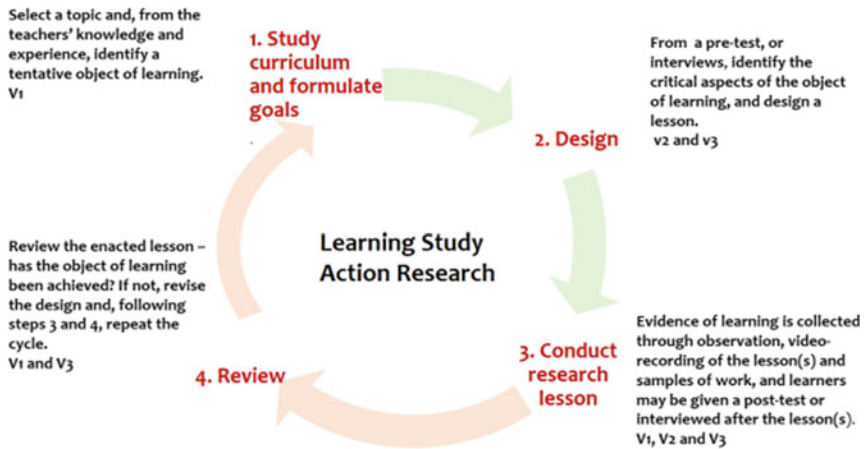 Select a topic and, from the
teachers’ knowledge and
experience, identify a
tentative object of learning.
V1
1. Study
curriculum
and formulate
goals
.
From a pre-test, or
interviews, identify the
critical aspects of the object
of learning, and design a
lesson.
v2 and v3
2. Design
Learning Study
Action Research
Review the enacted lesson –
has the object of learning
been achieved? If not, revise
the design and, following
steps 3 and 4, repeat the
cycle.
V1 and V3
4. Review
3. Conduct
research
lesson
Evidence of learning is collected
through observation, video-
recording of the lesson(s) and
samples of work, and learners
may be given a post-test or
interviewed after the lesson(s).
V1, V2 and V3